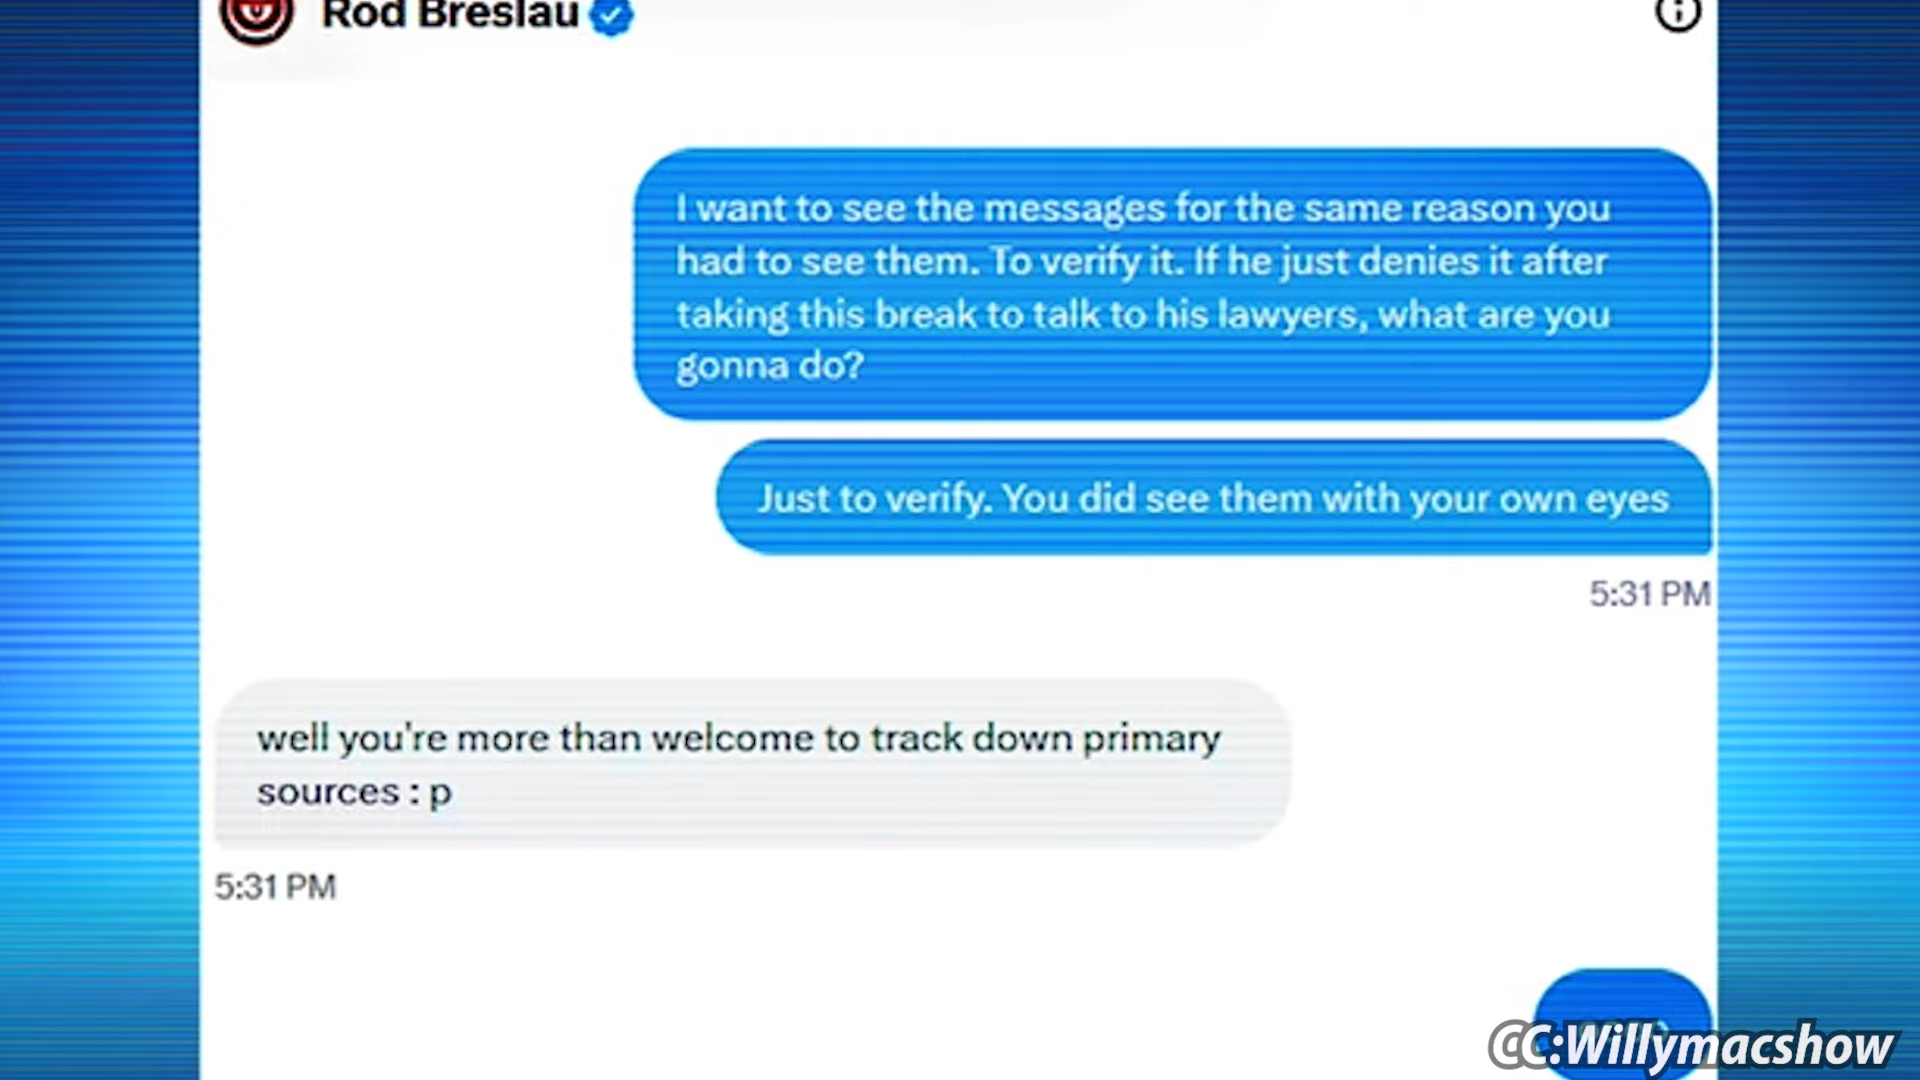 Rod Breslau
I want to see the messages for the same reason you
had to see them. To verify it. If he just denies it after
taking this break to talk to his lawyers, what are you
gonna do?
Just to verify. You did see them with your own eyes
5:31 PM
well you're more than welcome to track down primary
sources : p
5:31 PM
CC:Willymacshow